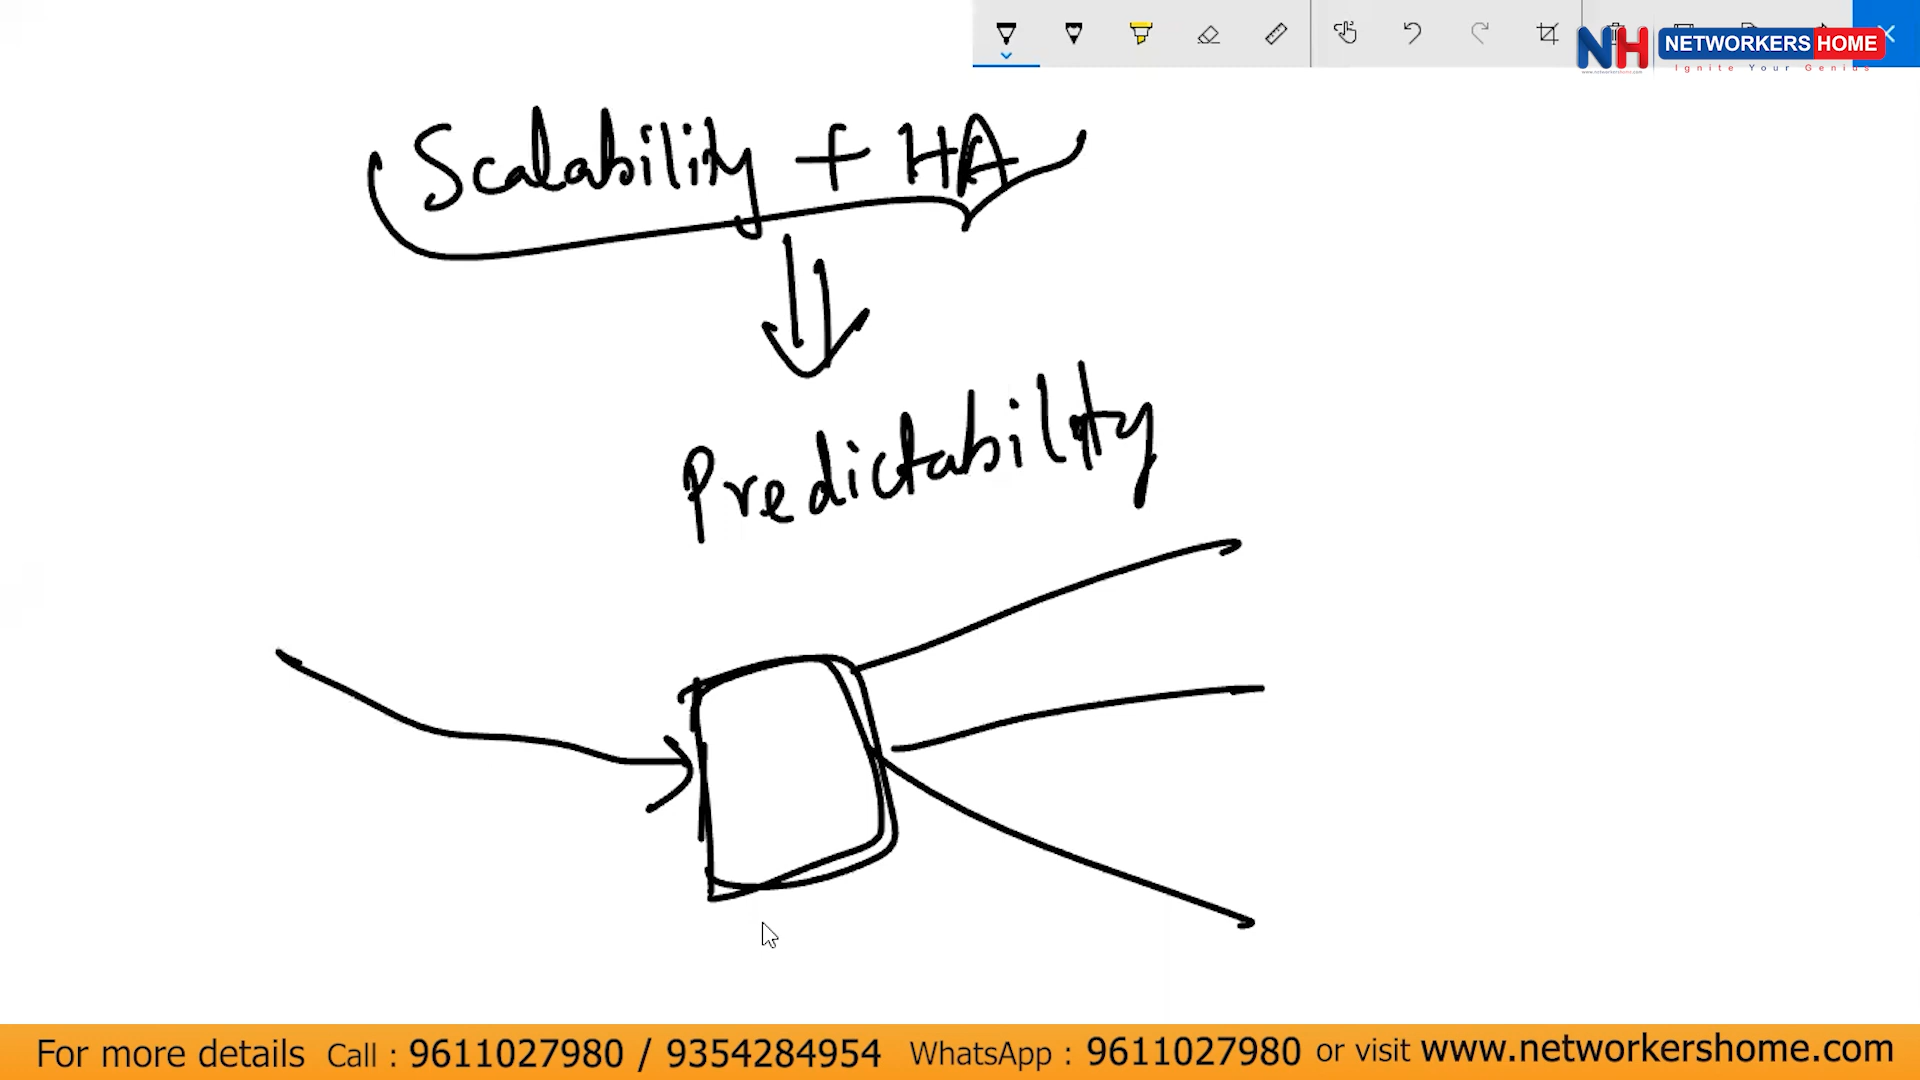 NH NETWORKERS HOME
Ignite Your Genius
Scalability + HA
Predictability
For more details Call : 9611027980 / 9354284954 WhatsApp : 9611027980 or visit www.networkershome.com